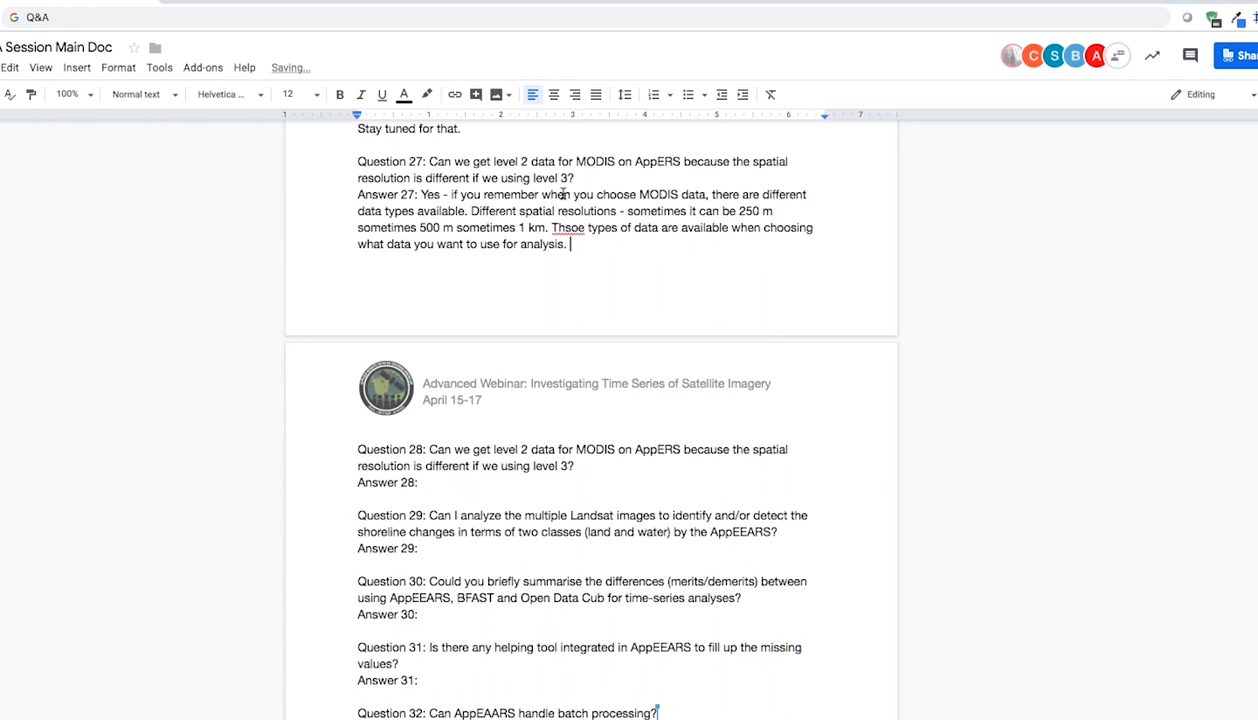 Q&A
A Session Main Doc
Edit View Insert Format Tools Add-ons Help Saving...
C S B A
100% Normal text Helvetica ... 12 B I U A Editing
1 1 2 3 4 5 6 7
Stay tuned for that.
Question 27: Can we get level 2 data for MODIS on AppERS because the spatial
resolution is different if we using level 3?
Answer 27: Yes - if you remember when you choose MODIS data, there are different
data types available. Different spatial resolutions - sometimes it can be 250 m
sometimes 500 m sometimes 1 km. Thsoe types of data are available when choosing
what data you want to use for analysis.
Advanced Webinar: Investigating Time Series of Satellite Imagery
April 15-17
Question 28: Can we get level 2 data for MODIS on AppERS because the spatial
resolution is different if we using level 3?
Answer 28:
Question 29: Can I analyze the multiple Landsat images to identify and/or detect the
shoreline changes in terms of two classes (land and water) by the AppEEARS?
Answer 29:
Question 30: Could you briefly summarise the differences (merits/demerits) between
using AppEEARS, BFAST and Open Data Cub for time-series analyses?
Answer 30:
Question 31: Is there any helping tool integrated in AppEEARS to fill up the missing
values?
Answer 31:
Question 32: Can AppEAARS handle batch processing?